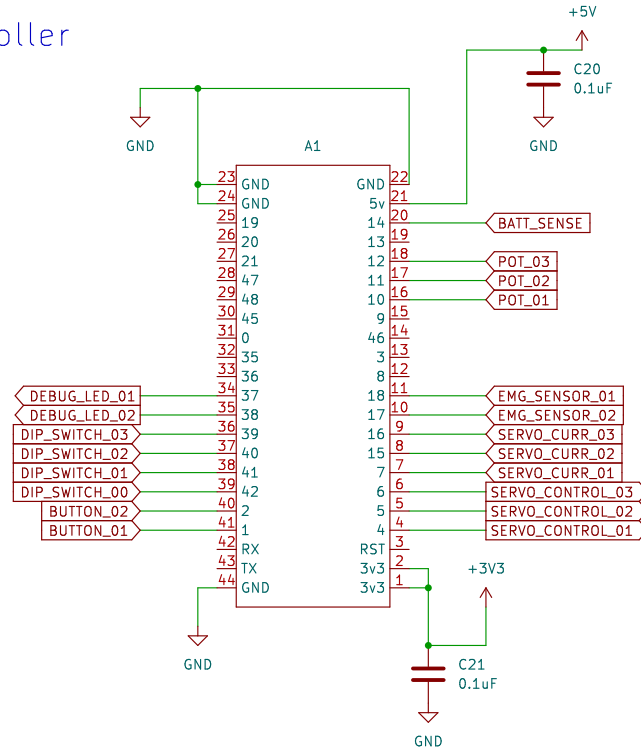 oller
+5V
C20
0.1uF
GND
GND
A1
23 GND GND 22
24 GND 5v 21
25 19 14 20 BATT_SENSE
26 20 13 19
27 21 12 18 POT_03
28 47 11 17 POT_02
29 48 10 16 POT_01
30 45 9 15
31 0 46 14
32 35 3 13
33 36 8 12
DEBUG_LED_01 34 37 18 11 EMG_SENSOR_01
DEBUG_LED_02 35 38 17 10 EMG_SENSOR_02
DIP_SWITCH_03 36 39 16 9 SERVO_CURR_03
DIP_SWITCH_02 37 40 15 8 SERVO_CURR_02
DIP_SWITCH_01 38 41 7 7 SERVO_CURR_01
DIP_SWITCH_00 39 42 6 6 SERVO_CONTROL_03
BUTTON_02 40 2 5 5 SERVO_CONTROL_02
BUTTON_01 41 1 4 4 SERVO_CONTROL_01
42 RX RST 3
43 TX 3v3 2
44 GND 3v3 1
+3V3
GND
C21
0.1uF
GND